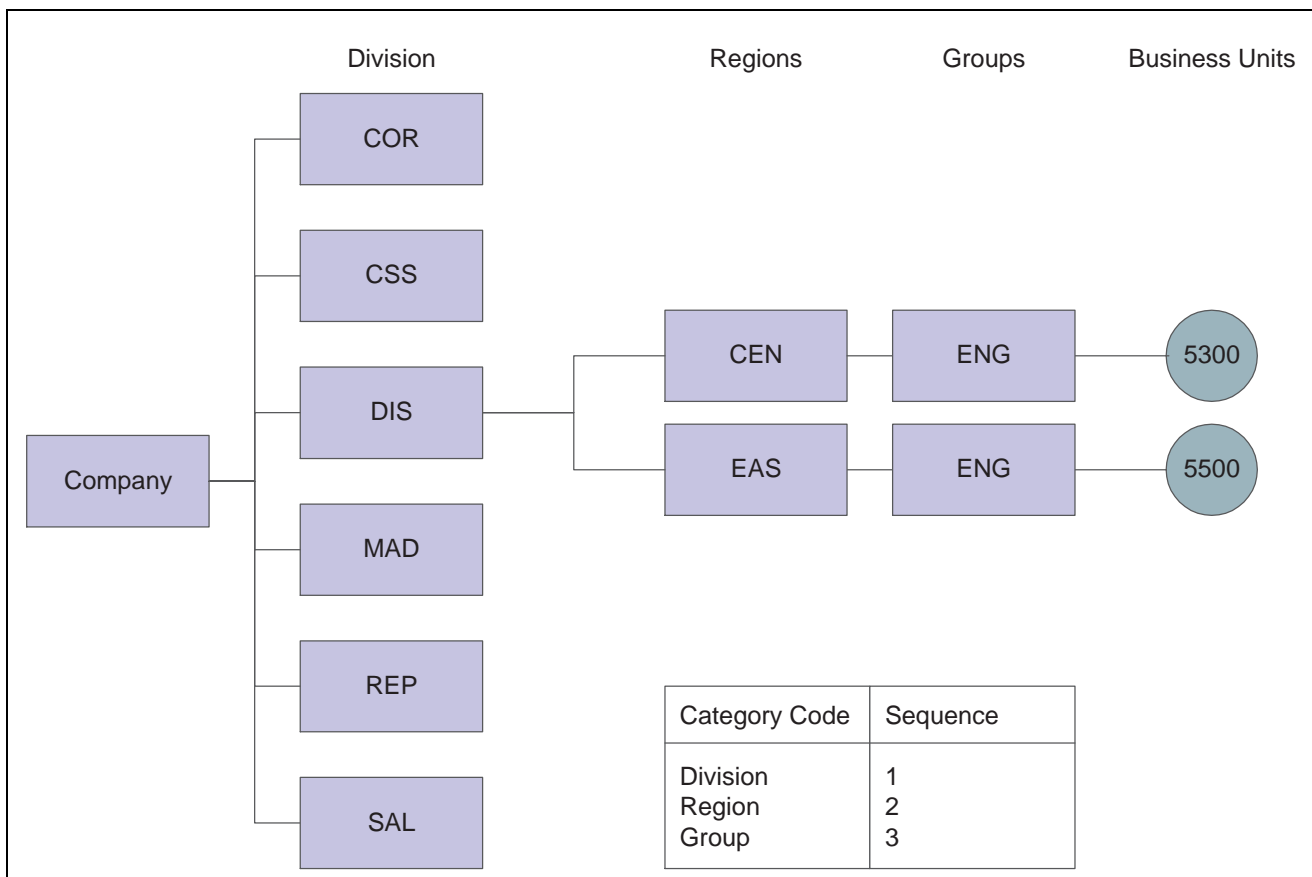 Division Regions Groups Business Units
COR
CSS
CEN ENG 5300
DIS
EAS ENG 5500
Company
MAD
REP
Category Code Sequence
Division 1
Region 2
Group 3
SAL